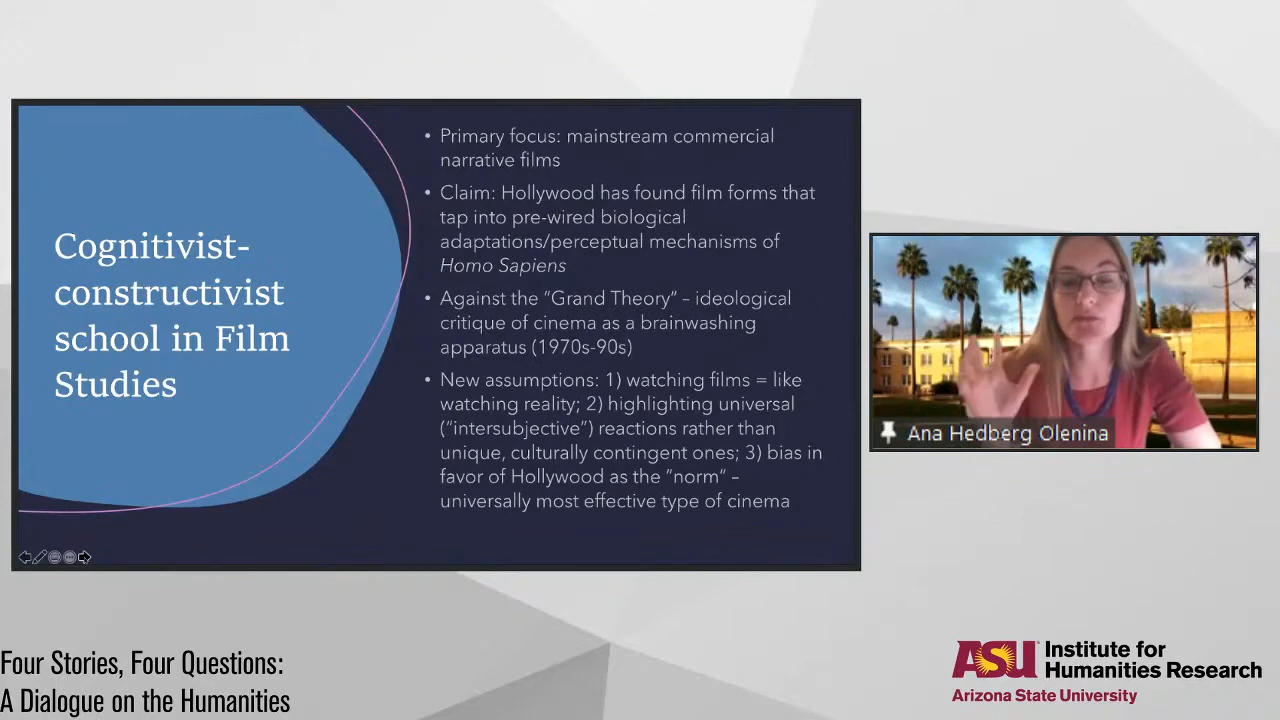 Cognitivist-
constructivist
school in Film
Studies
• Primary focus: mainstream commercial
narrative films
• Claim: Hollywood has found film forms that
tap into pre-wired biological
adaptations/perceptual mechanisms of
Homo Sapiens
• Against the “Grand Theory” – ideological
critique of cinema as a brainwashing
apparatus (1970s-90s)
• New assumptions: 1) watching films = like
watching reality; 2) highlighting universal
(“intersubjective”) reactions rather than
unique, culturally contingent ones; 3) bias in
favor of Hollywood as the “norm” –
universally most effective type of cinema
Ana Hedberg Olenina
Four Stories, Four Questions:
A Dialogue on the Humanities
ASU Institute for
Humanities Research
Arizona State University